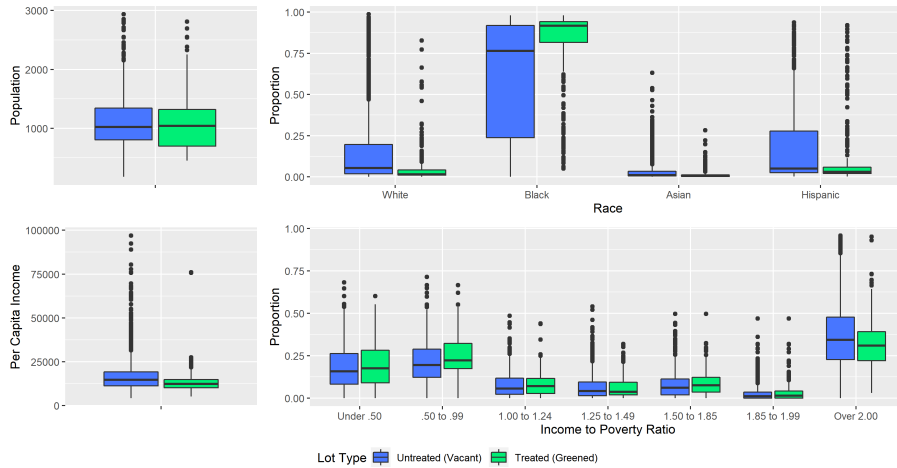 3000
2000
1000
Population
1.00
0.75
0.50
0.25
0.00
Proportion
White Black Asian Hispanic
Race
100000
75000
50000
25000
0
Per Capita Income
1.00
0.75
0.50
0.25
0.00
Proportion
Under .50 .50 to .99 1.00 to 1.24 1.25 to 1.49 1.50 to 1.85 1.85 to 1.99 Over 2.00
Income to Poverty Ratio
Lot Type Untreated (Vacant) Treated (Greened)